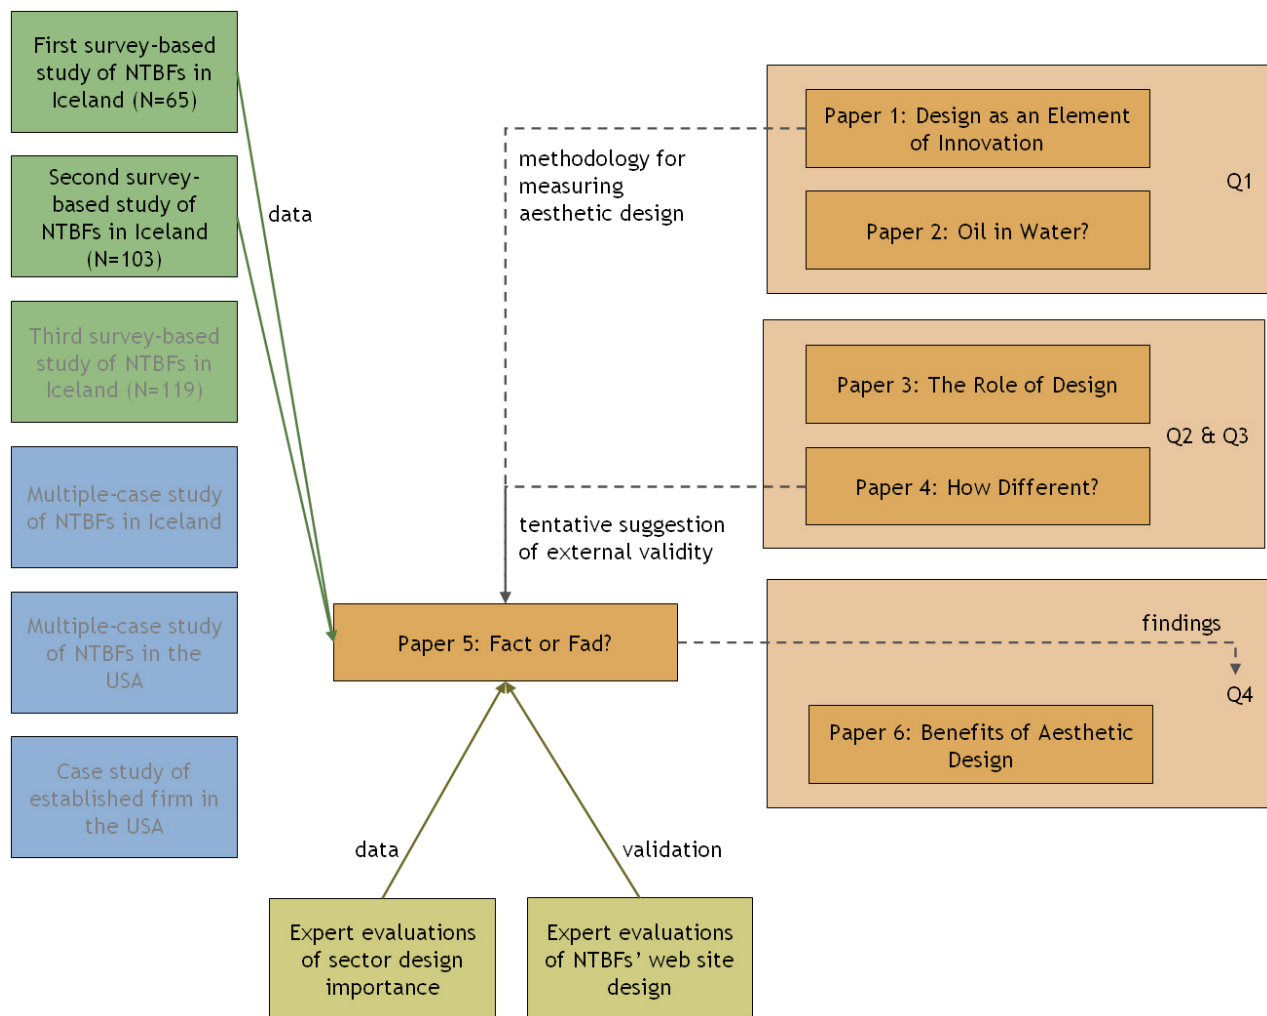 First survey-based
study of NTBFs in
Iceland (N=65)
Second survey-
based study of
NTBFs in Iceland
(N=103)
Third survey-based
study of NTBFs in
Iceland (N=119)
Multiple-case study
of NTBFs in Iceland
Multiple-case study
of NTBFs in the
USA
Case study of
established firm in
the USA
data
methodology for
measuring
aesthetic design
Paper 1: Design as an Element
of Innovation
Paper 2: Oil in Water?
Q1
Paper 3: The Role of Design
Paper 4: How Different?
Q2 & Q3
tentative suggestion
of external validity
Paper 5: Fact or Fad?
findings
Q4
Paper 6: Benefits of Aesthetic
Design
data
validation
Expert evaluations
of sector design
importance
Expert evaluations
of NTBFs’ web site
design